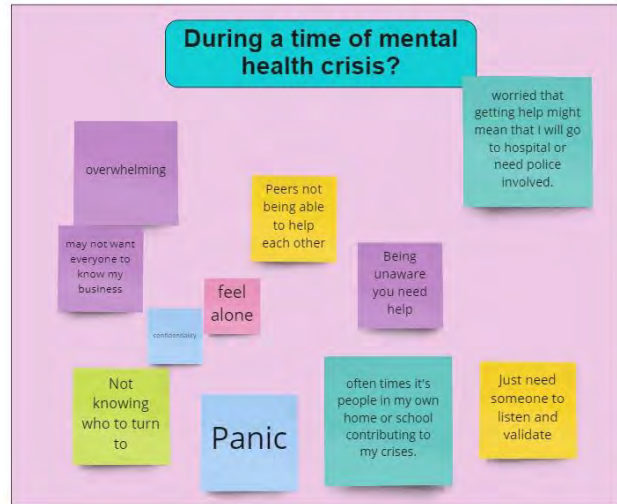 During a time of mental
health crisis?
worried that
getting help might
mean that I will go
to hospital or
need police
involved.
overwhelming
Peers not
being able
to help
each other
may not want
everyone to
know my
business
Being
unaware
you need
help
feel
alone
confidentiality
Not
knowing
who to turn
to
Panic
often times it's
people in my own
home or school
contributing to
my crises.
Just need
someone to
listen and
validate